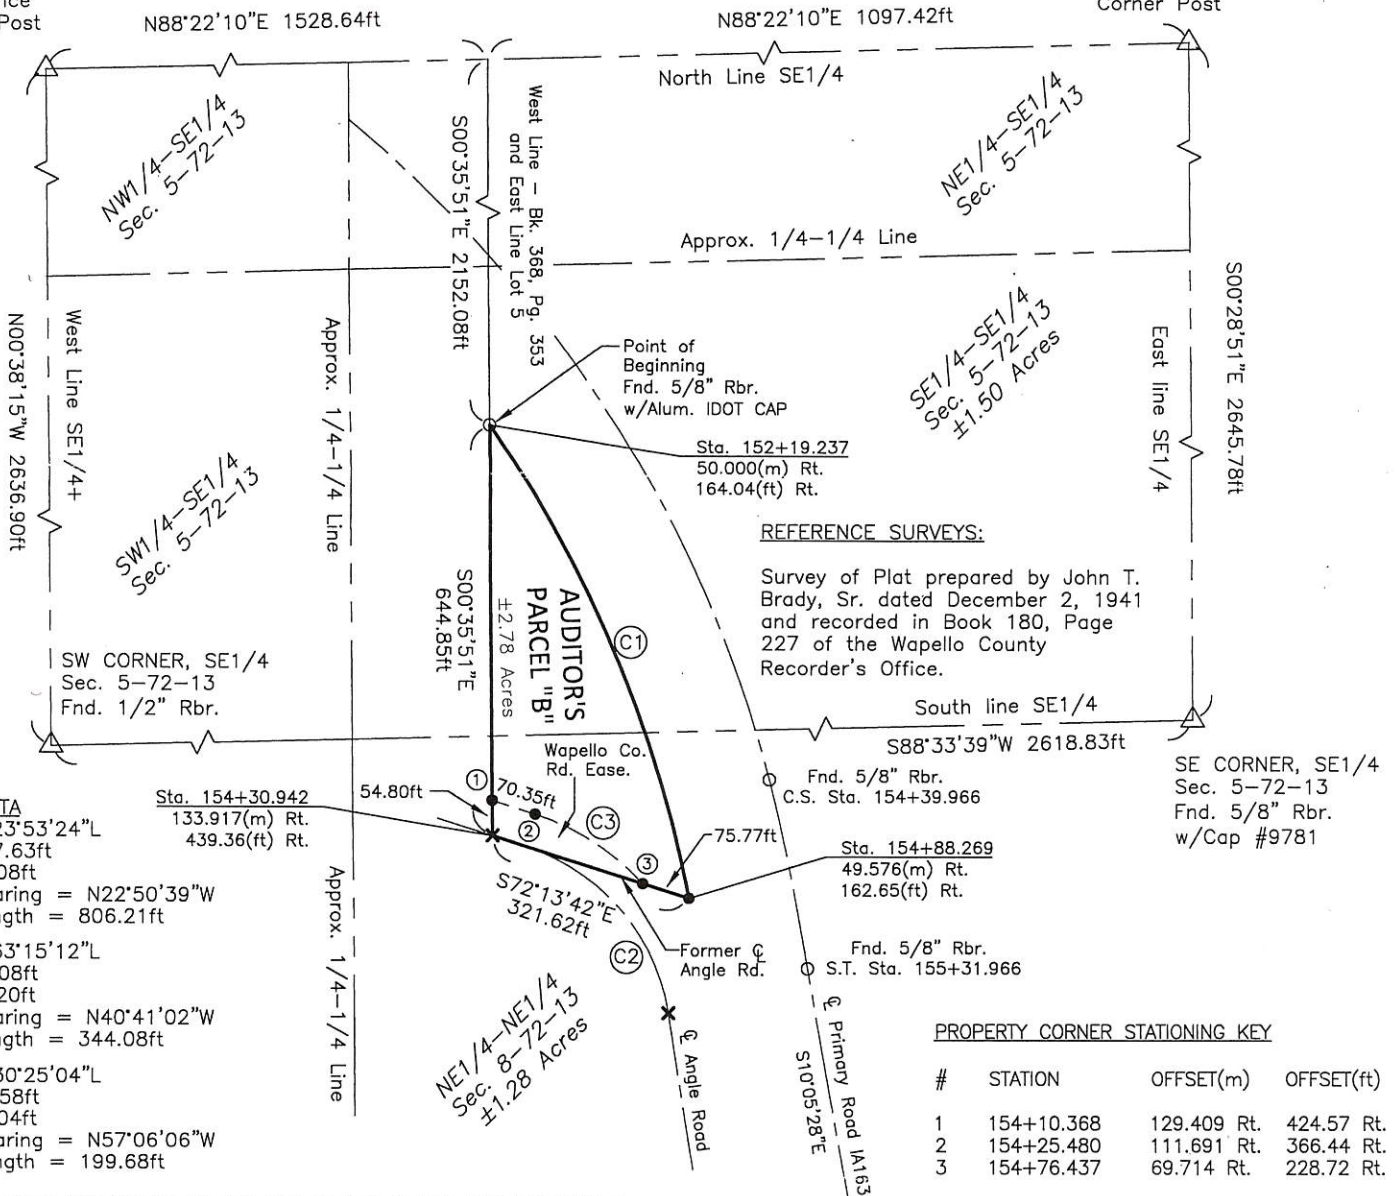 Post
N88°22'10"E 1528.64ft
N88°22'10"E 1097.42ft
Corner Post
North Line SE1/4
NW1/4-SE1/4
Sec. 5-72-13
S00°35'51"E 2152.08ft
West Line - Bk. 368, Pg. 353
and East Line Lot 5
NE1/4-SE1/4
Sec. 5-72-13
Approx. 1/4-1/4 Line
N00°38'15"W 2636.90ft
West Line SE1/4+
Approx. 1/4-1/4 Line
Point of
Beginning
Fnd. 5/8" Rbr.
w/Alum. IDOT CAP
SE1/4-SE1/4
Sec. 5-72-13
±1.50 Acres
East line SE1/4
S00°28'51"E 2645.78ft
Sta. 152+19.237
50.000(m) Rt.
164.04(ft) Rt.
SW1/4-SE1/4
Sec. 5-72-13
REFERENCE SURVEYS:
Survey of Plat prepared by John T.
Brady, Sr. dated December 2, 1941
and recorded in Book 180, Page
227 of the Wapello County
Recorder's Office.
S00°35'51"E
644.85ft
AUDITOR'S
PARCEL "B"
±2.78 Acres
C1
SW CORNER, SE1/4
Sec. 5-72-13
Fnd. 1/2" Rbr.
South line SE1/4
S88°33'39"W 2618.83ft
SE CORNER, SE1/4
Sec. 5-72-13
Fnd. 5/8" Rbr.
w/Cap #9781
Wapello Co.
Rd. Ease.
Fnd. 5/8" Rbr.
C.S. Sta. 154+39.966
1
54.80ft
70.35ft
2
C3
3
75.77ft
Sta. 154+30.942
133.917(m) Rt.
439.36(ft) Rt.
Sta. 154+88.269
49.576(m) Rt.
162.65(ft) Rt.
S72°13'42"E
321.62ft
C2
Former ℄
Angle Rd.
Fnd. 5/8" Rbr.
S.T. Sta. 155+31.966
Approx. 1/4-1/4 Line
NE1/4-NE1/4
Sec. 8-72-13
±1.28 Acres
℄ Angle Road
℄ Primary Road IA163
S10°05'28"E
TA
23°53'24"L
7.63ft
08ft
aring = N22°50'39"W
ngth = 806.21ft
63°15'12"L
.08ft
20ft
aring = N40°41'02"W
ngth = 344.08ft
30°25'04"L
58ft
04ft
aring = N57°06'06"W
ngth = 199.68ft
PROPERTY CORNER STATIONING KEY
# STATION OFFSET(m) OFFSET(ft)
1 154+10.368 129.409 Rt. 424.57 Rt.
2 154+25.480 111.691 Rt. 366.44 Rt.
3 154+76.437 69.714 Rt. 228.72 Rt.